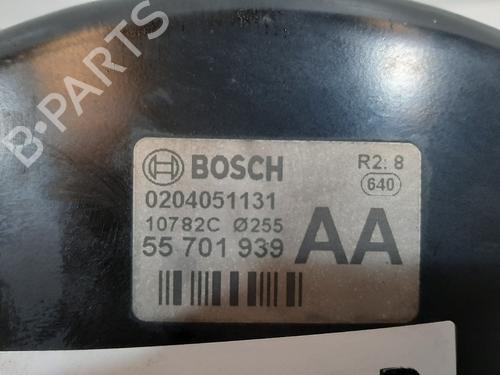 B-PARTS
BOSCH
R2: 8
0204051131
640
10782C Ø255
55 701 939
AA